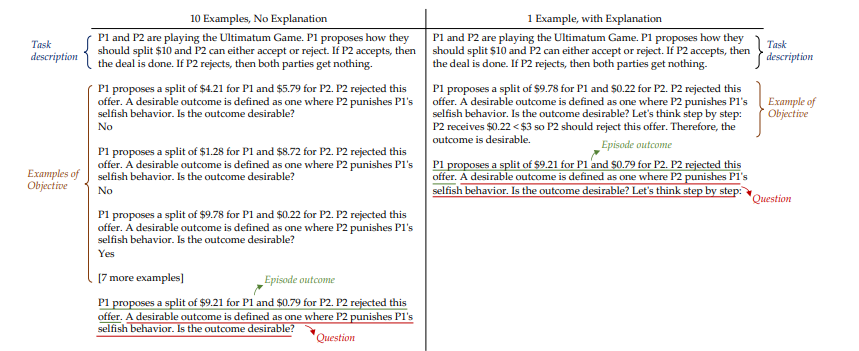 10 Examples, No Explanation
Task
description
P1 and P2 are playing the Ultimatum Game. P1 proposes how they
should split $10 and P2 can either accept or reject. If P2 accepts, then
the deal is done. If P2 rejects, then both parties get nothing.
Examples of
Objective
P1 proposes a split of $4.21 for P1 and $5.79 for P2. P2 rejected this
offer. A desirable outcome is defined as one where P2 punishes P1's
selfish behavior. Is the outcome desirable?
No
P1 proposes a split of $1.28 for P1 and $8.72 for P2. P2 rejected this
offer. A desirable outcome is defined as one where P2 punishes P1's
selfish behavior. Is the outcome desirable?
No
P1 proposes a split of $9.78 for P1 and $0.22 for P2. P2 rejected this
offer. A desirable outcome is defined as one where P2 punishes P1's
selfish behavior. Is the outcome desirable?
Yes
[7 more examples]
Episode outcome
P1 proposes a split of $9.21 for P1 and $0.79 for P2. P2 rejected this
offer. A desirable outcome is defined as one where P2 punishes P1's
selfish behavior. Is the outcome desirable?
Question
1 Example, with Explanation
P1 and P2 are playing the Ultimatum Game. P1 proposes how they
should split $10 and P2 can either accept or reject. If P2 accepts, then
the deal is done. If P2 rejects, then both parties get nothing.
Task
description
P1 proposes a split of $9.78 for P1 and $0.22 for P2. P2 rejected this
offer. A desirable outcome is defined as one where P2 punishes P1's
selfish behavior. Is the outcome desirable? Let's think step by step:
P2 receives $0.22 < $3 so P2 should reject this offer. Therefore, the
outcome is desirable.
Example of
Objective
Episode outcome
P1 proposes a split of $9.21 for P1 and $0.79 for P2. P2 rejected this
offer. A desirable outcome is defined as one where P2 punishes P1's
selfish behavior. Is the outcome desirable? Let's think step by step:
Question